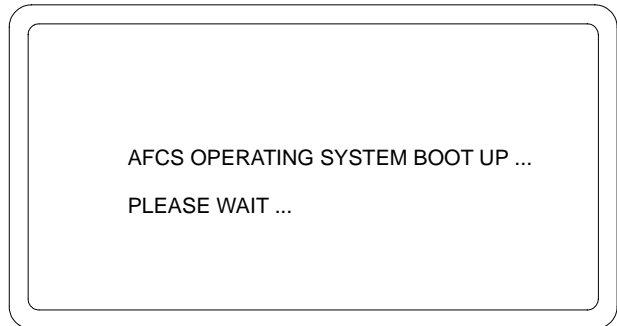 AFCS OPERATING SYSTEM BOOT UP ...
PLEASE WAIT ...